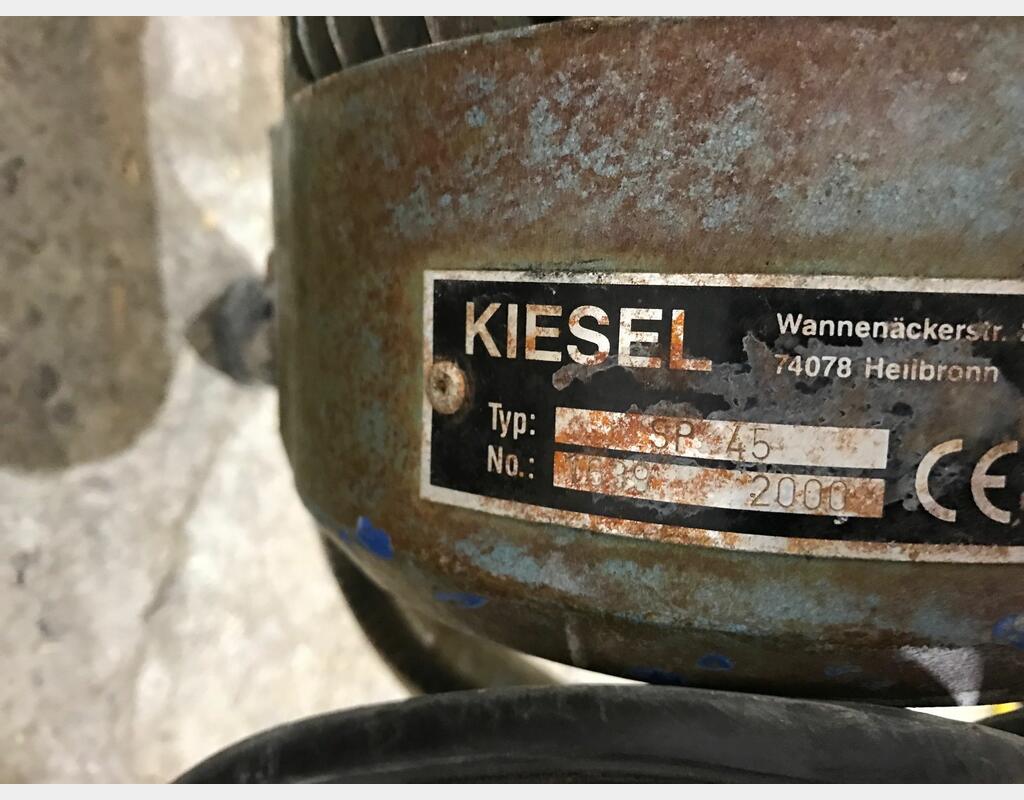 KIESEL
Wannenäckerstr.
74078 Heilbronn
Typ: SP 45
No.: 2000
CE